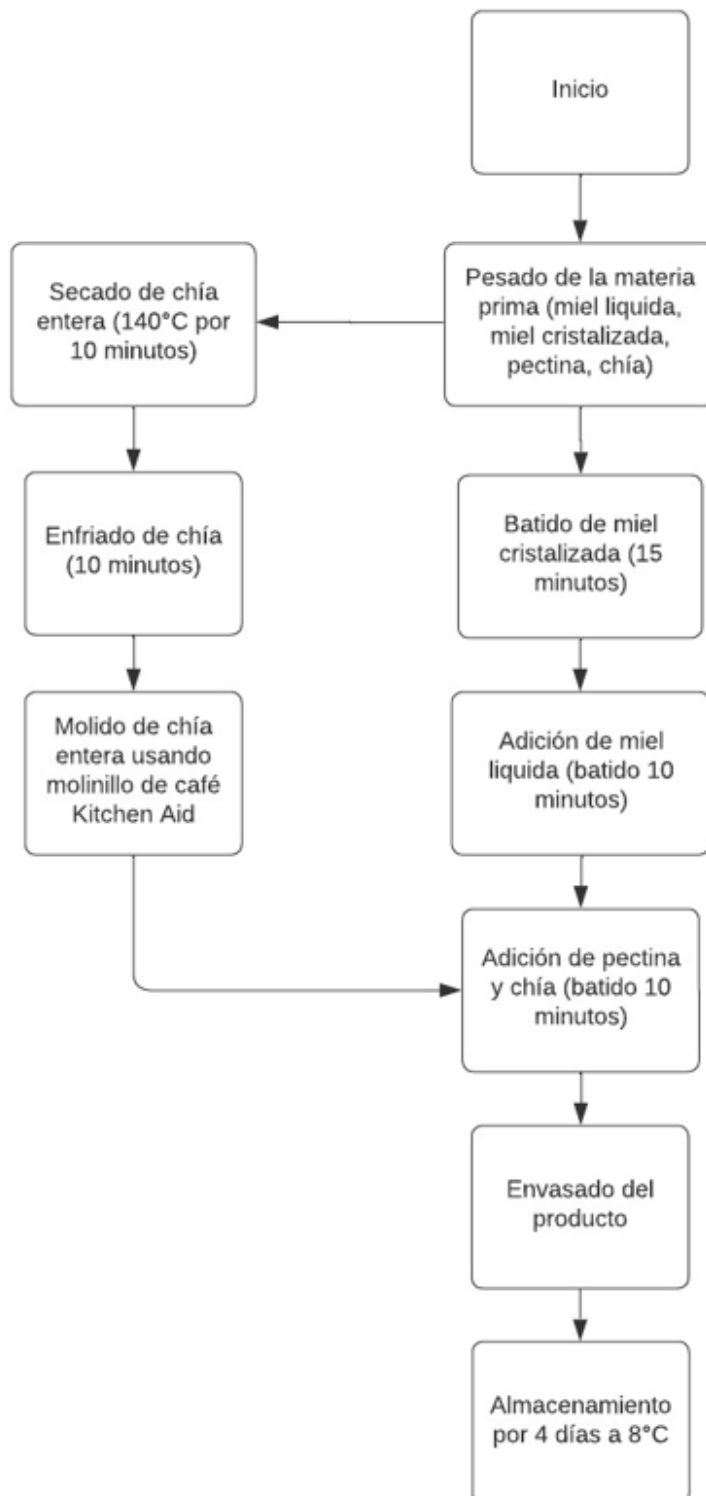 Inicio
Pesado de la materia
prima (miel liquida,
miel cristalizada,
pectina, chía)
Secado de chía
entera (140°C por
10 minutos)
Enfriado de chía
(10 minutos)
Molido de chía
entera usando
molinillo de café
Kitchen Aid
Batido de miel
cristalizada (15
minutos)
Adición de miel
liquida (batido 10
minutos)
Adición de pectina
y chía (batido 10
minutos)
Envasado del
producto
Almacenamiento
por 4 días a 8°C